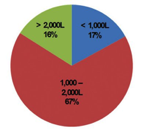 > 2,000L
16%
< 1,000L
17%
1,000 –
2,000L
67%